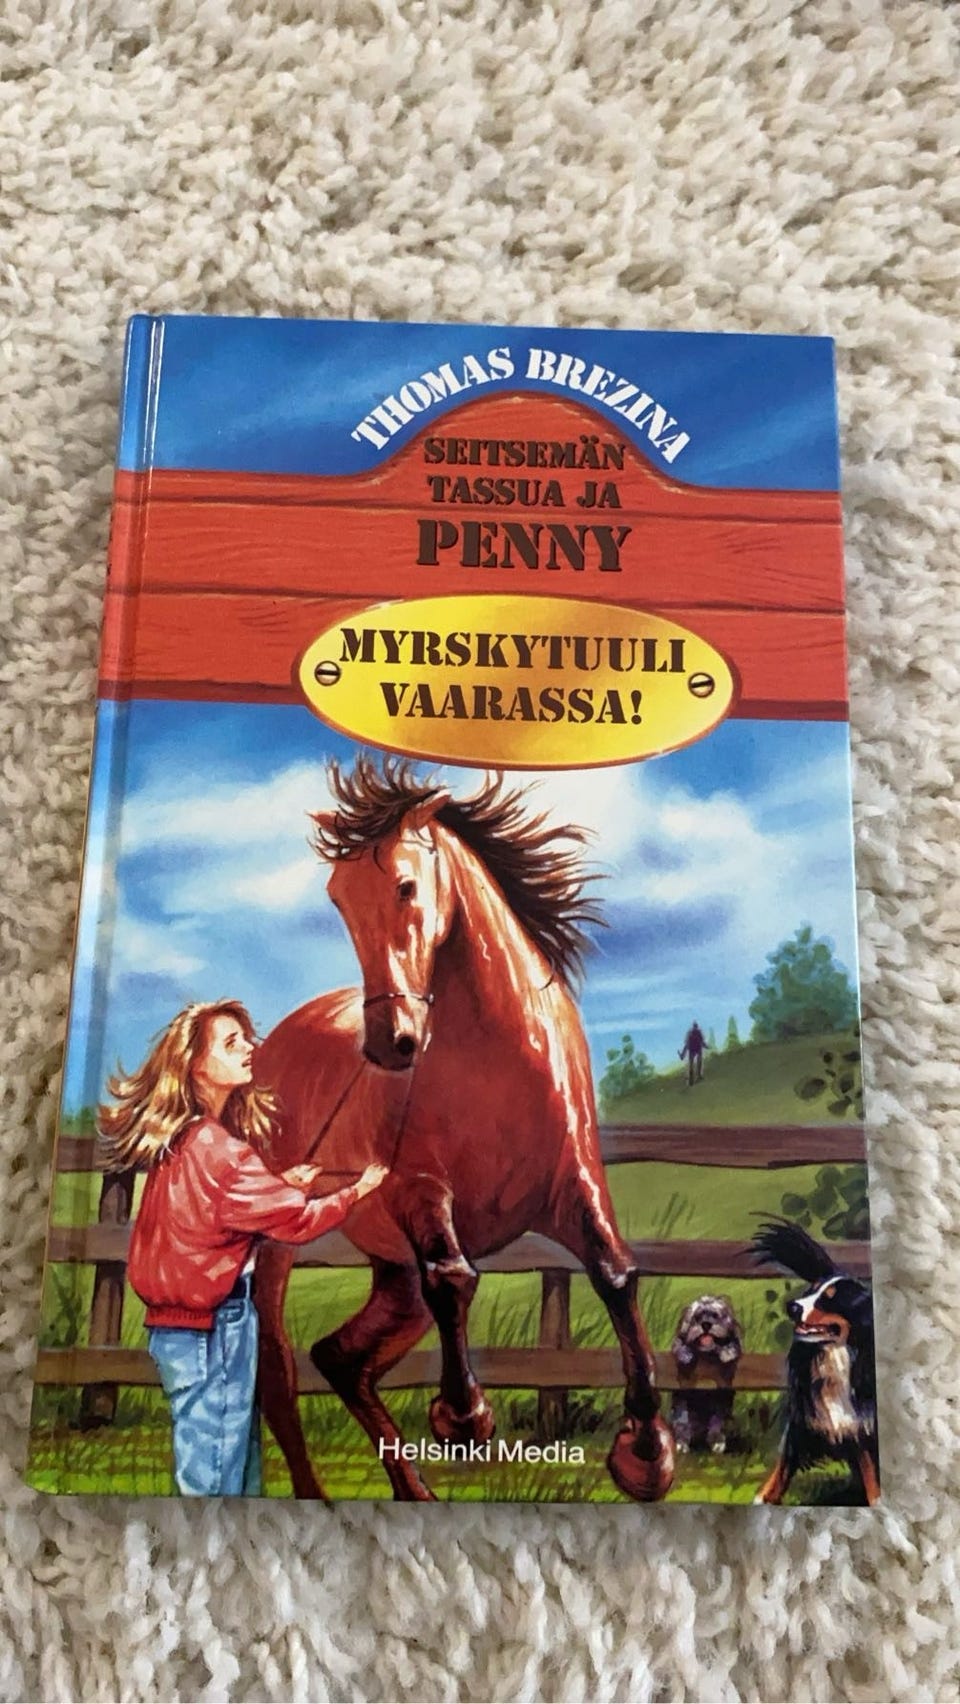 THOMAS BREZINA
SEITSEMÄN
TASSUA JA
PENNY
MYRSKYTUULI
VAARASSA!
Helsinki Media